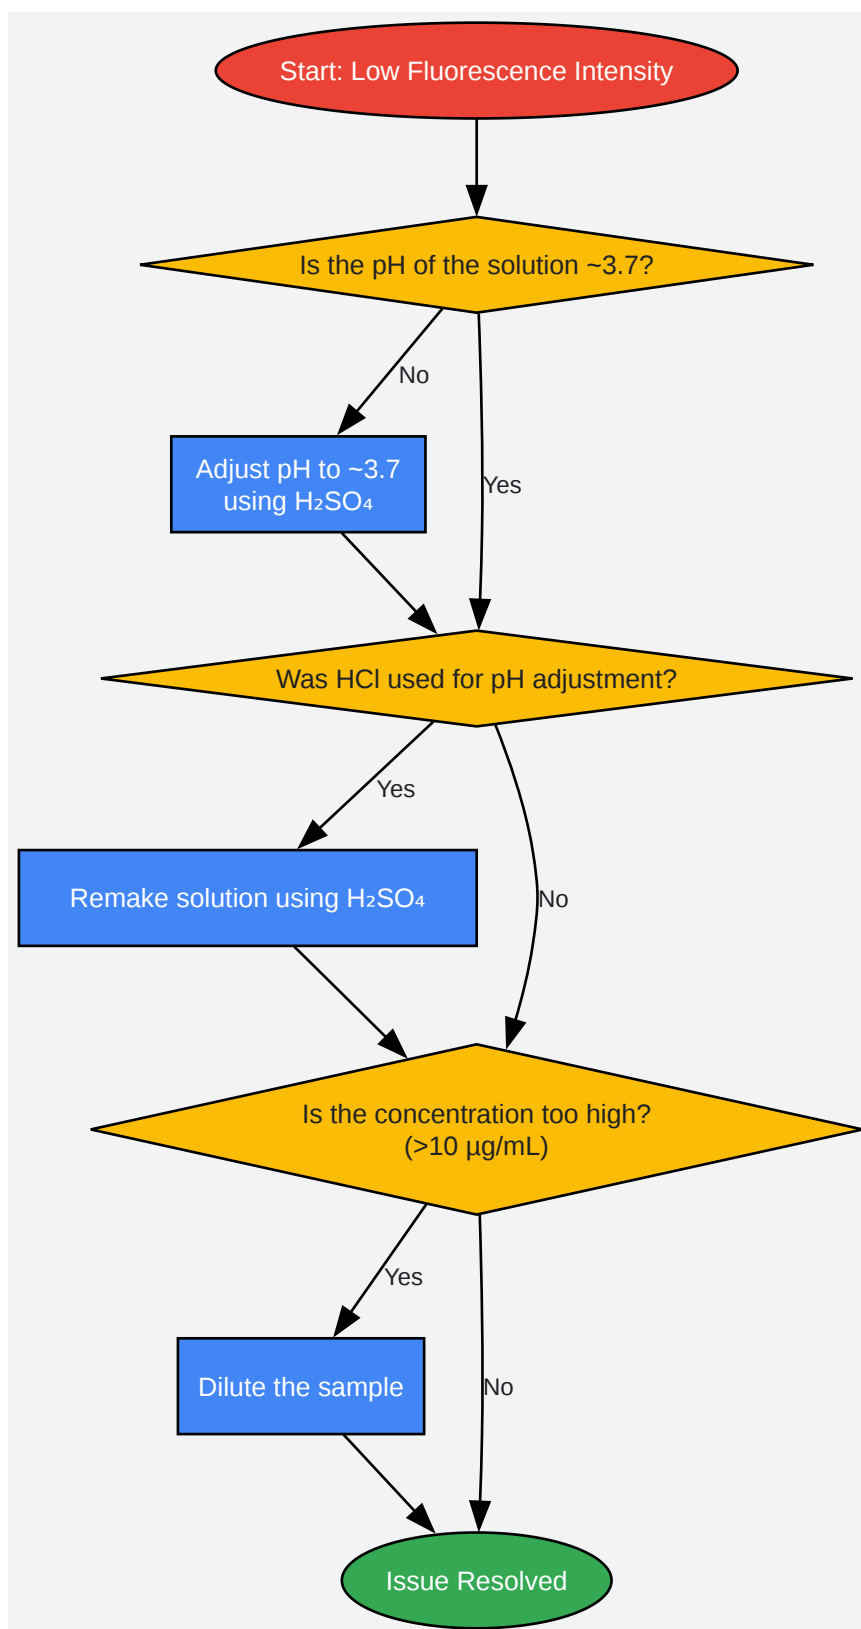 Start: Low Fluorescence Intensity
Is the pH of the solution ~3.7?
No
Adjust pH to ~3.7
using H₂SO₄
Yes
Was HCl used for pH adjustment?
Yes
Remake solution using H₂SO₄
No
Is the concentration too high?
(>10 µg/mL)
Yes
Dilute the sample
No
Issue Resolved